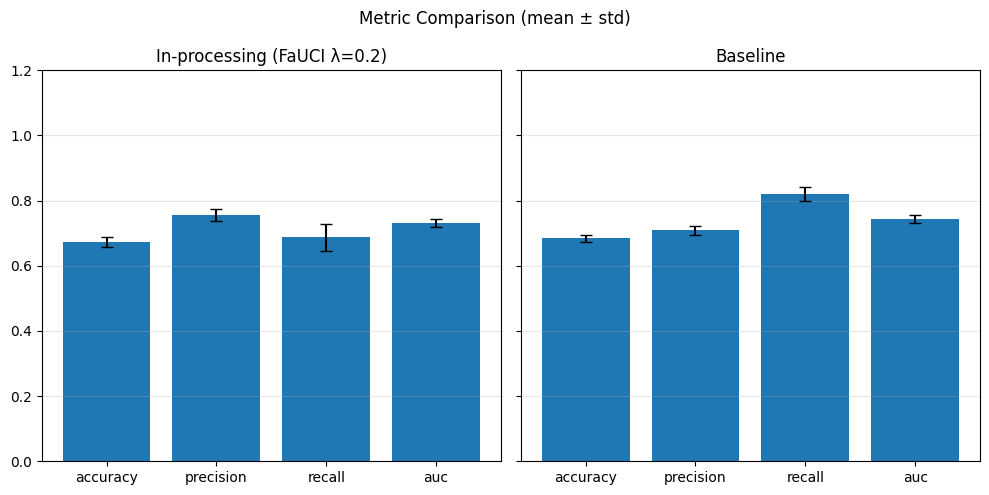 Metric Comparison (mean ± std)
In-processing (FaUCI λ=0.2)
Baseline
1.2
1.0
0.8
0.6
0.4
0.2
0.0
accuracy precision recall auc
accuracy precision recall auc